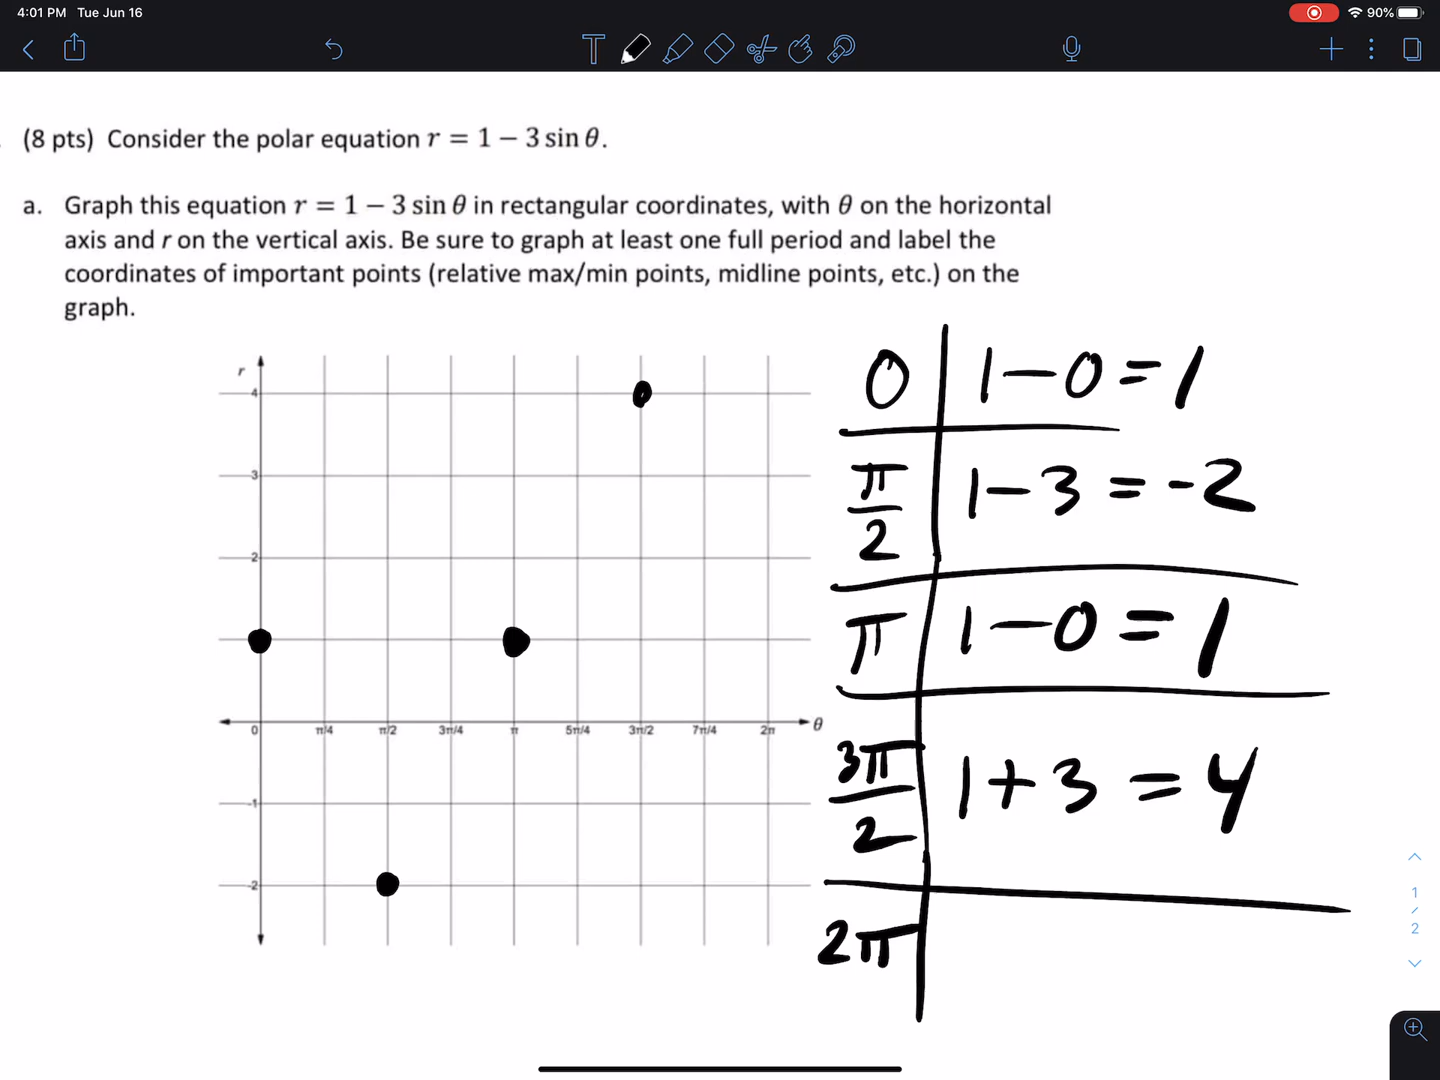 4:01 PM Tue Jun 16
90%
(8 pts) Consider the polar equation r = 1 − 3 sin θ.
a. Graph this equation r = 1 − 3 sin θ in rectangular coordinates, with θ on the horizontal
axis and r on the vertical axis. Be sure to graph at least one full period and label the
coordinates of important points (relative max/min points, midline points, etc.) on the
graph.
r
4
3
2
0 π/4 π/2 3π/4 π 5π/4 3π/2 7π/4 2π θ
-1
-2
0 1 − 0 = 1
π/2 1 − 3 = -2
π 1 − 0 = 1
3π/2 1 + 3 = 4
2π
1
/
2